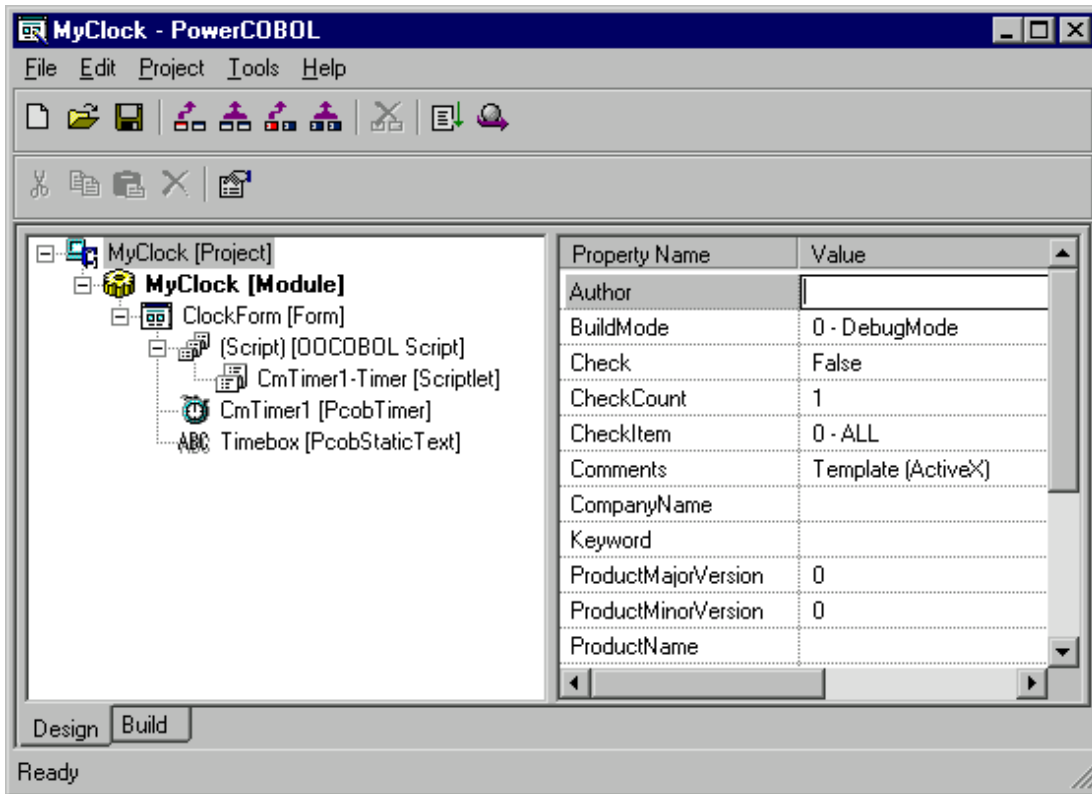 MyClock - PowerCOBOL
File Edit Project Tools Help
MyClock [Project]
MyClock [Module]
ClockForm [Form]
(Script) [OOCOBOL Script]
CmTimer1-Timer [Scriptlet]
CmTimer1 [PcobTimer]
ABC Timebox [PcobStaticText]
Property Name Value
Author
BuildMode 0 - DebugMode
Check False
CheckCount 1
CheckItem 0 - ALL
Comments Template (ActiveX)
CompanyName
Keyword
ProductMajorVersion 0
ProductMinorVersion 0
ProductName
Design Build
Ready